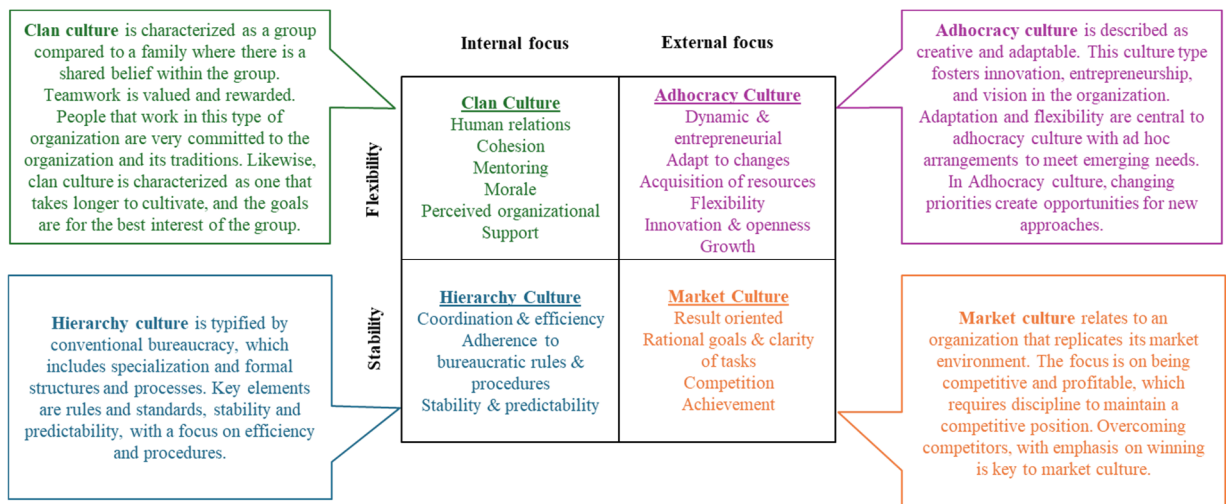 Clan culture is characterized as a group
compared to a family where there is a
shared belief within the group.
Teamwork is valued and rewarded.
People that work in this type of
organization are very committed to the
organization and its traditions. Likewise,
clan culture is characterized as one that
takes longer to cultivate, and the goals
are for the best interest of the group.
Internal focus
External focus
Adhocracy culture is described as
creative and adaptable. This culture type
fosters innovation, entrepreneurship,
and vision in the organization.
Adaptation and flexibility are central to
adhocracy culture with ad hoc
arrangements to meet emerging needs.
In Adhocracy culture, changing
priorities create opportunities for new
approaches.
Flexibility
Clan Culture
Human relations
Cohesion
Mentoring
Morale
Perceived organizational
Support
Adhocracy Culture
Dynamic &
entrepreneurial
Adapt to changes
Acquisition of resources
Flexibility
Innovation & openness
Growth
Hierarchy culture is typified by
conventional bureaucracy, which
includes specialization and formal
structures and processes. Key elements
are rules and standards, stability and
predictability, with a focus on efficiency
and procedures.
Stability
Hierarchy Culture
Coordination & efficiency
Adherence to
bureaucratic rules &
procedures
Stability & predictability
Market Culture
Result oriented
Rational goals & clarity
of tasks
Competition
Achievement
Market culture relates to an
organization that replicates its market
environment. The focus is on being
competitive and profitable, which
requires discipline to maintain a
competitive position. Overcoming
competitors, with emphasis on winning
is key to market culture.